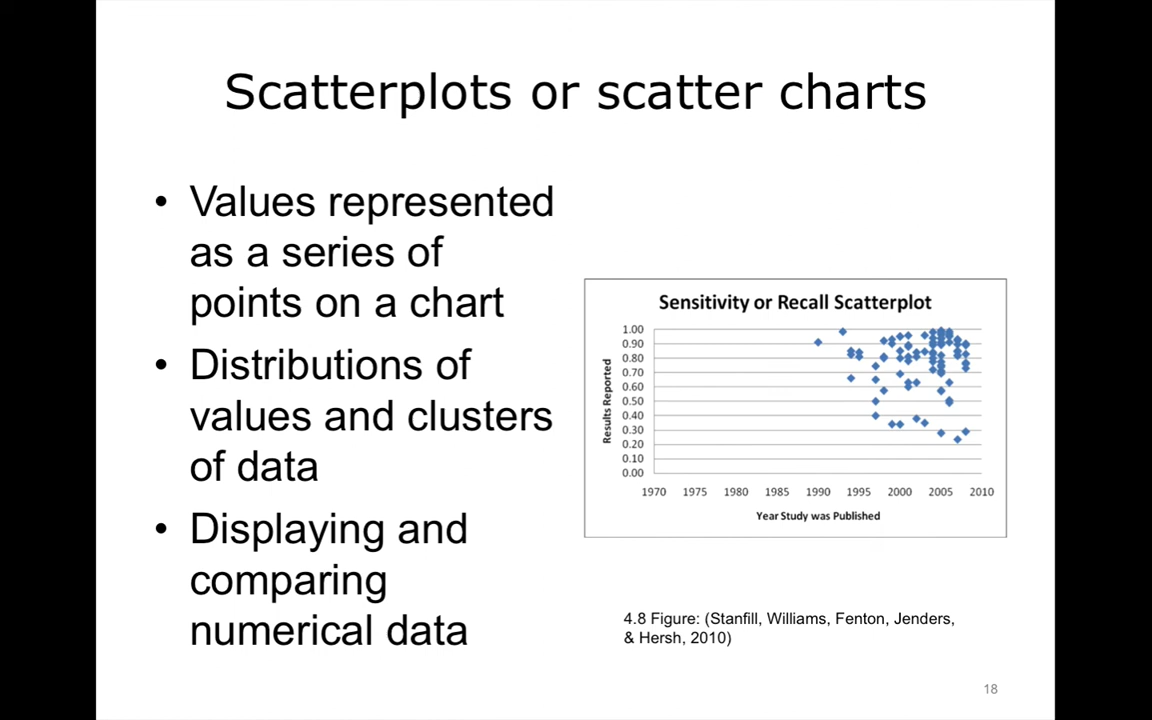 Scatterplots or scatter charts
• Values represented
as a series of
points on a chart
• Distributions of
values and clusters
of data
• Displaying and
comparing
numerical data
Sensitivity or Recall Scatterplot
Results Reported
1.00
0.90
0.80
0.70
0.60
0.50
0.40
0.30
0.20
0.10
0.00
1970 1975 1980 1985 1990 1995 2000 2005 2010
Year Study was Published
4.8 Figure: (Stanfill, Williams, Fenton, Jenders,
& Hersh, 2010)
18